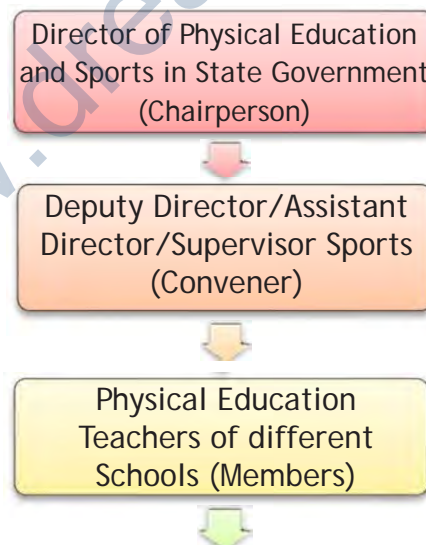 Director of Physical Education
and Sports in State Government
(Chairperson)
Deputy Director/Assistant
Director/Supervisor Sports
(Convener)
Physical Education
Teachers of different
Schools (Members)